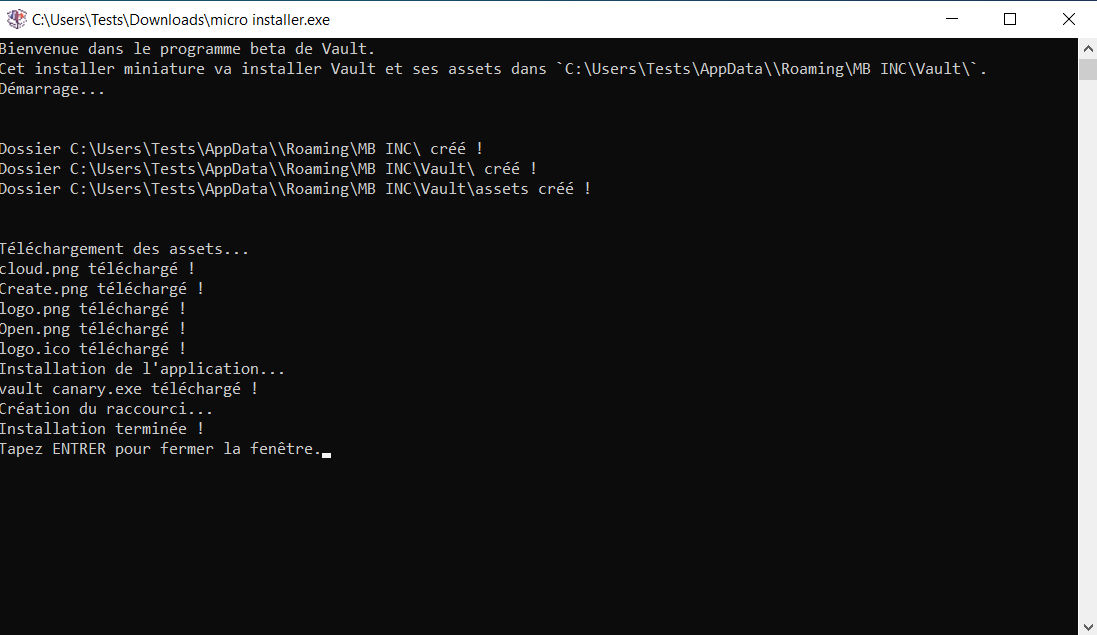 C:\Users\Tests\Downloads\micro installer.exe
Bienvenue dans le programme beta de Vault.
Cet installer miniature va installer Vault et ses assets dans `C:\Users\Tests\AppData\\Roaming\MB INC\Vault\`.
Démarrage...
Dossier C:\Users\Tests\AppData\\Roaming\MB INC\ créé !
Dossier C:\Users\Tests\AppData\\Roaming\MB INC\Vault\ créé !
Dossier C:\Users\Tests\AppData\\Roaming\MB INC\Vault\assets créé !
Téléchargement des assets...
cloud.png téléchargé !
Create.png téléchargé !
logo.png téléchargé !
Open.png téléchargé !
logo.ico téléchargé !
Installation de l'application...
vault canary.exe téléchargé !
Création du raccourci...
Installation terminée !
Tapez ENTRER pour fermer la fenêtre.